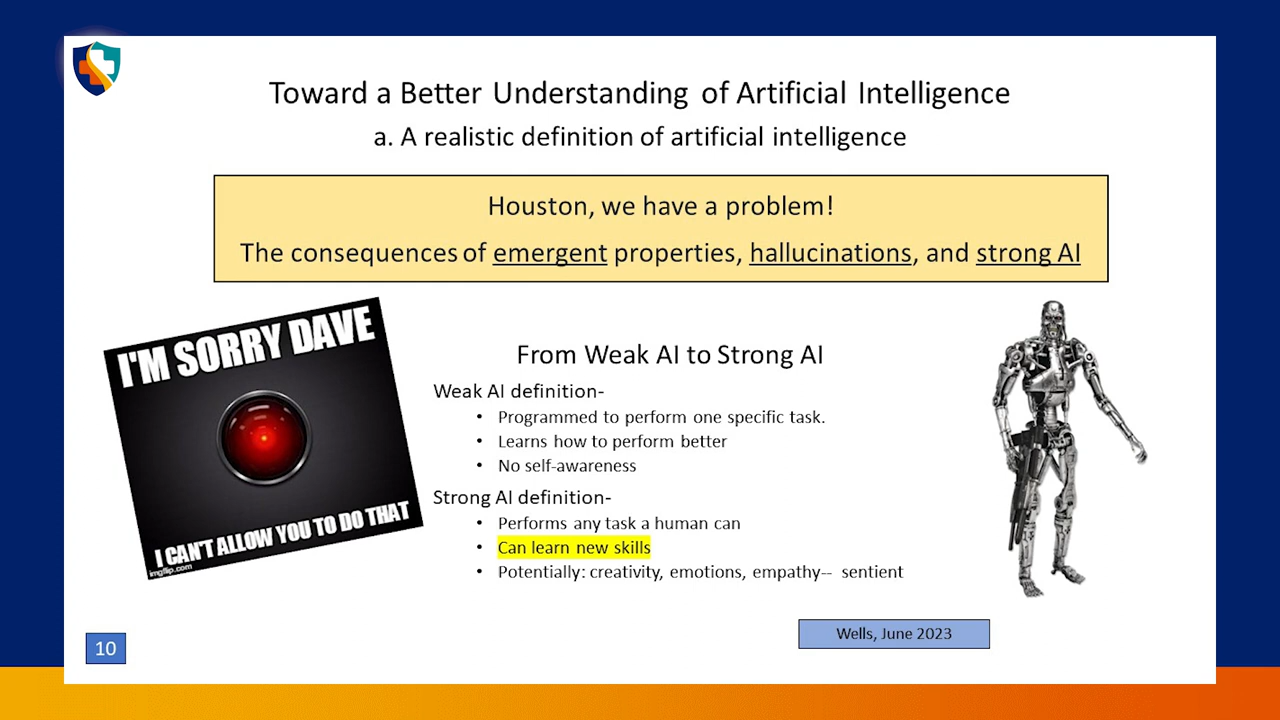 Toward a Better Understanding of Artificial Intelligence
a. A realistic definition of artificial intelligence
Houston, we have a problem!
The consequences of emergent properties, hallucinations, and strong AI
I'M SORRY DAVE
I CAN'T ALLOW YOU TO DO THAT
imgflip.com
From Weak AI to Strong AI
Weak AI definition-
• Programmed to perform one specific task.
• Learns how to perform better
• No self-awareness
Strong AI definition-
• Performs any task a human can
• Can learn new skills
• Potentially: creativity, emotions, empathy-- sentient
Wells, June 2023
10